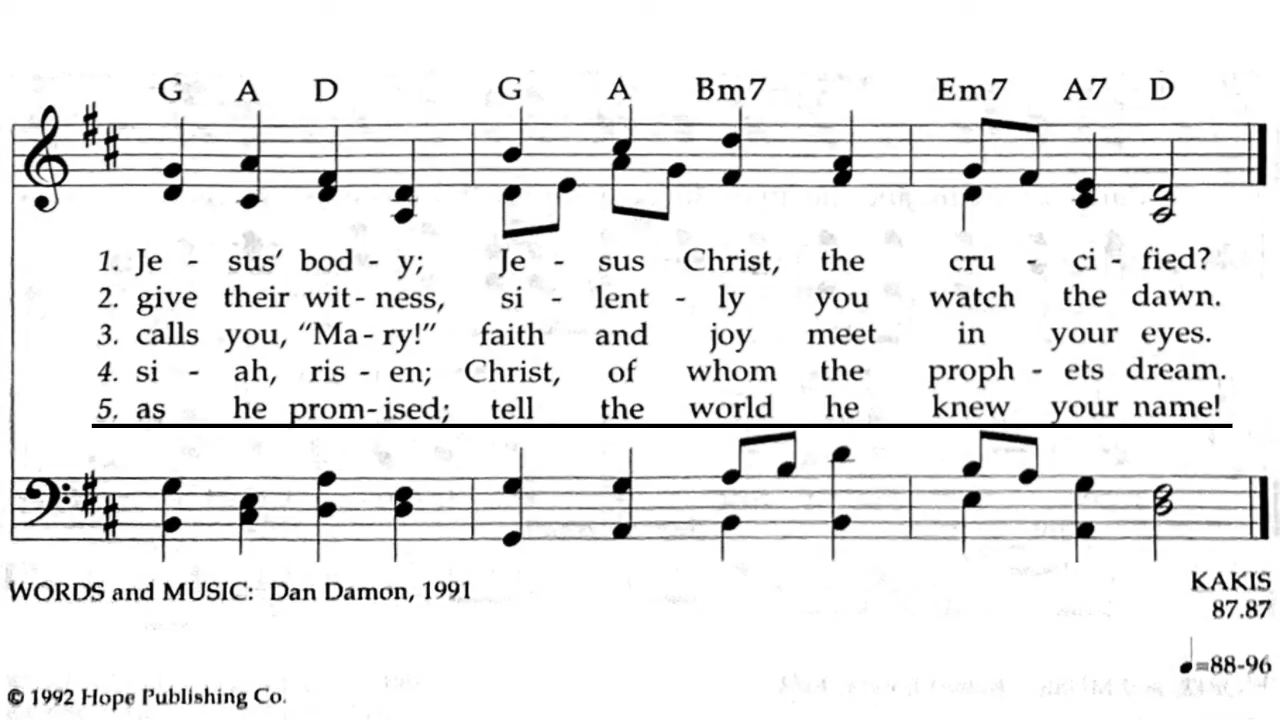 G A D G A Bm7 Em7 A7 D
1. Je - sus' bod - y; Je - sus Christ, the cru - ci - fied?
2. give their wit - ness, si - lent - ly you watch the dawn.
3. calls you, “Ma - ry!” faith and joy meet in your eyes.
4. si - ah, ris - en; Christ, of whom the proph - ets dream.
5. as he prom - ised; tell the world he knew your name!
WORDS and MUSIC: Dan Damon, 1991
KAKIS
87.87
♩=88-96
© 1992 Hope Publishing Co.